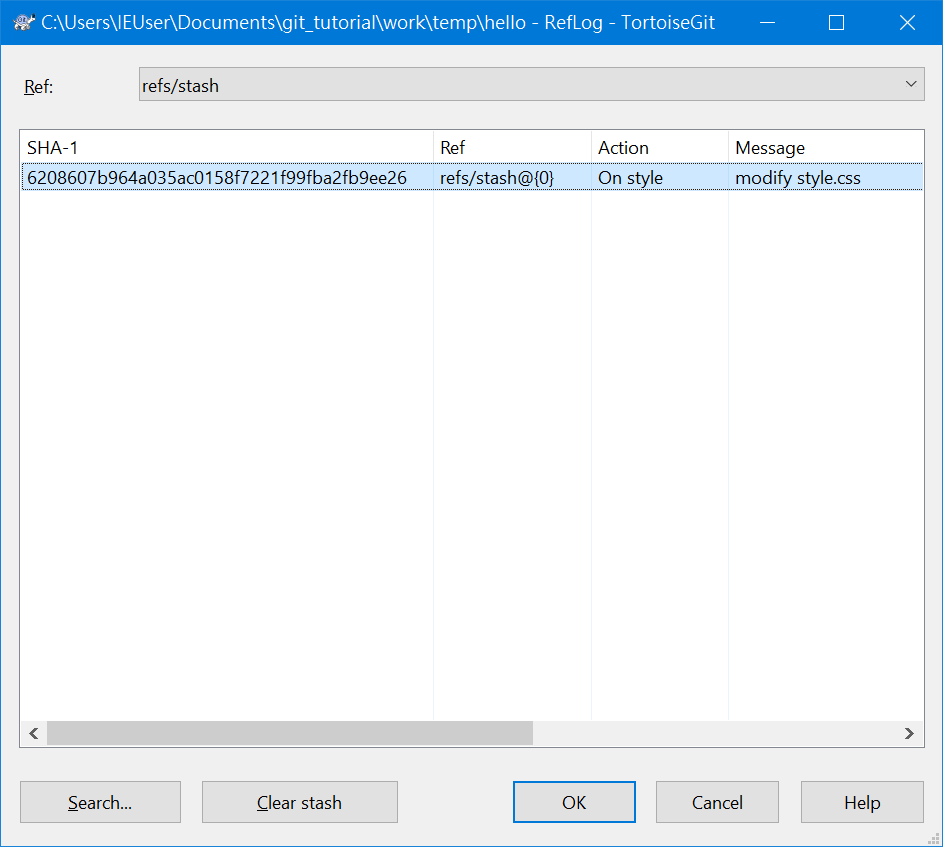 C:\Users\IEUser\Documents\git_tutorial\work\temp\hello - RefLog - TortoiseGit
Ref: refs/stash
SHA-1 Ref Action Message
6208607b964a035ac0158f7221f99fba2fb9ee26 refs/stash@{0} On style modify style.css
Search... Clear stash OK Cancel Help